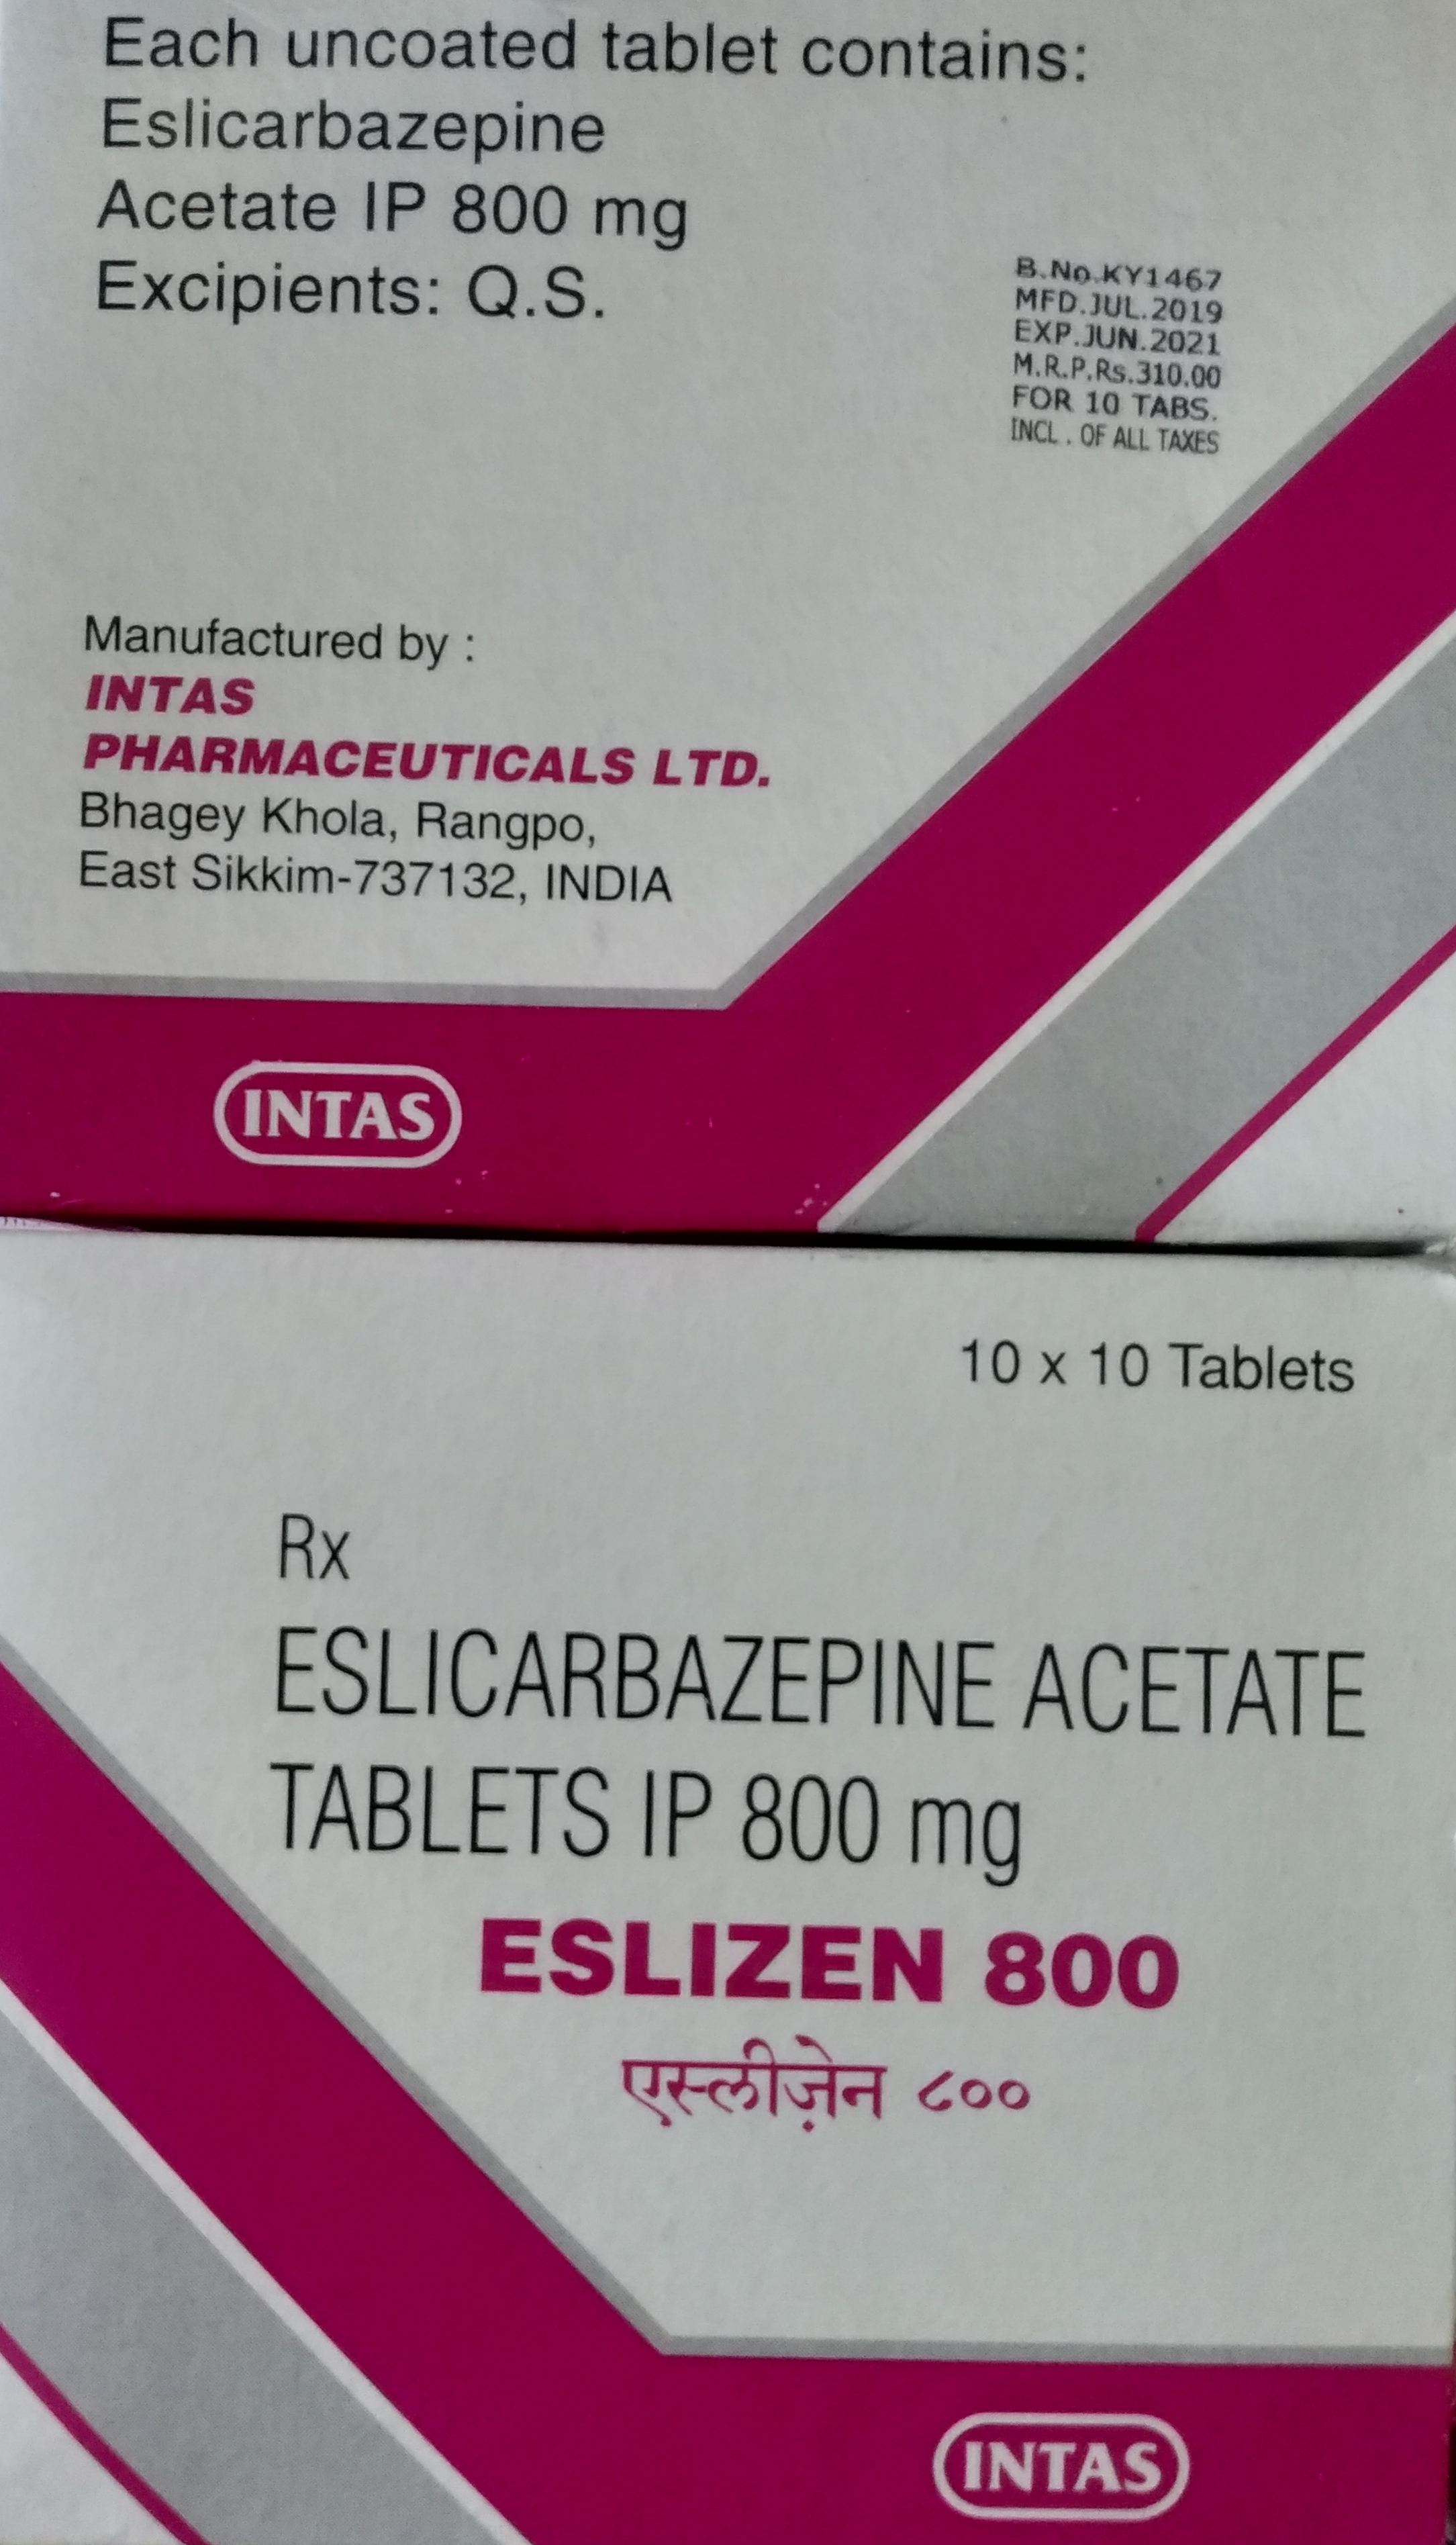 Each uncoated tablet contains:
Eslicarbazepine
Acetate IP 800 mg
Excipients: Q.S.
B.No.KY1467
MFD.JUL.2019
EXP.JUN.2021
M.R.P.Rs.310.00
FOR 10 TABS.
INCL. OF ALL TAXES
Manufactured by :
INTAS
PHARMACEUTICALS LTD.
Bhagey Khola, Rangpo,
East Sikkim-737132, INDIA
INTAS
10 x 10 Tablets
Rx
ESLICARBAZEPINE ACETATE
TABLETS IP 800 mg
ESLIZEN 800
एस्लीज़ेन ८००
INTAS